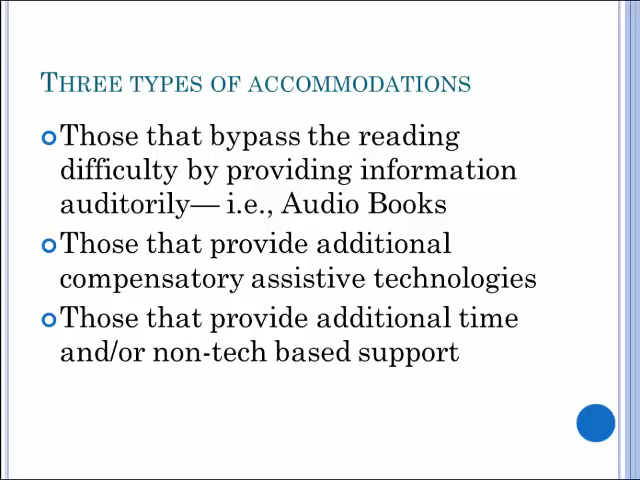 THREE TYPES OF ACCOMMODATIONS
Those that bypass the reading
difficulty by providing information
auditorily— i.e., Audio Books
Those that provide additional
compensatory assistive technologies
Those that provide additional time
and/or non-tech based support